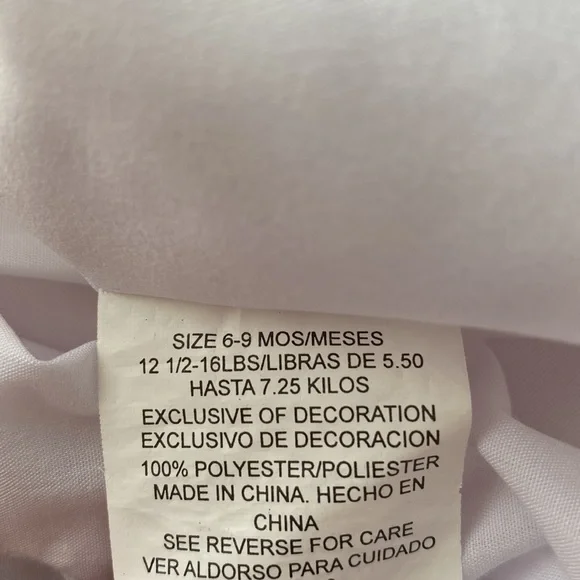 SIZE 6-9 MOS/MESES
12 1/2-16LBS/LIBRAS DE 5.50
HASTA 7.25 KILOS
EXCLUSIVE OF DECORATION
EXCLUSIVO DE DECORACION
100% POLYESTER/POLIESTER
MADE IN CHINA. HECHO EN
CHINA
SEE REVERSE FOR CARE
VER ALDORSO PARA CUIDADO